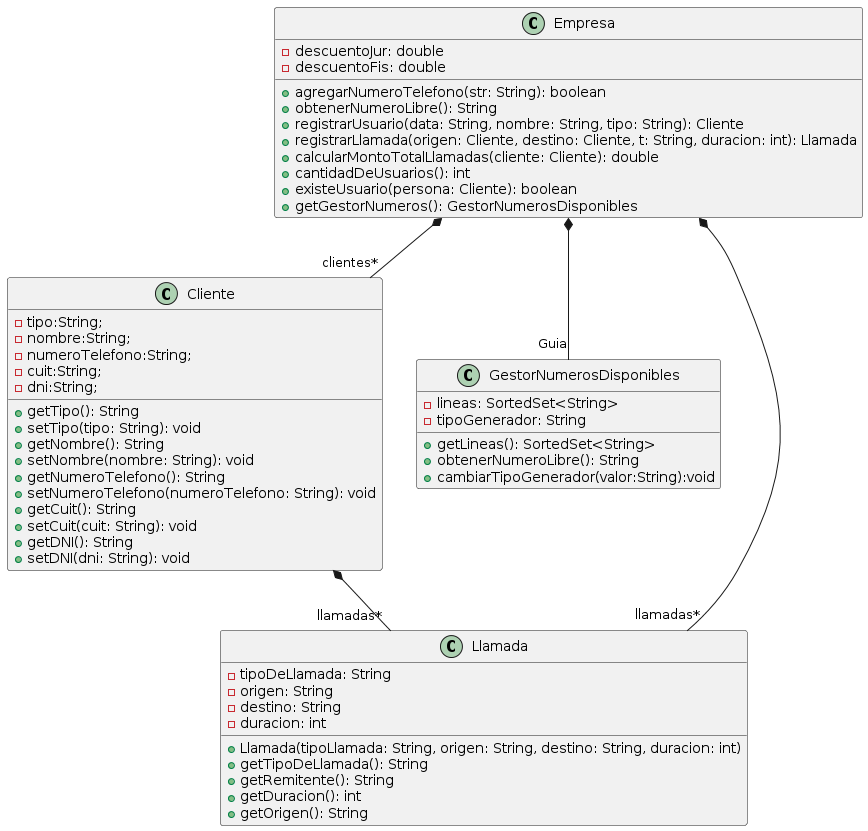 C Empresa
descuentoJur: double
descuentoFis: double
agregarNumeroTelefono(str: String): boolean
obtenerNumeroLibre(): String
registrarUsuario(data: String, nombre: String, tipo: String): Cliente
registrarLlamada(origen: Cliente, destino: Cliente, t: String, duracion: int): Llamada
calcularMontoTotalLlamadas(cliente: Cliente): double
cantidadDeUsuarios(): int
existeUsuario(persona: Cliente): boolean
getGestorNumeros(): GestorNumerosDisponibles
clientes*
C Cliente
tipo:String;
nombre:String;
numeroTelefono:String;
cuit:String;
dni:String;
getTipo(): String
setTipo(tipo: String): void
getNombre(): String
setNombre(nombre: String): void
getNumeroTelefono(): String
setNumeroTelefono(numeroTelefono: String): void
getCuit(): String
setCuit(cuit: String): void
getDNI(): String
setDNI(dni: String): void
Guia
C GestorNumerosDisponibles
lineas: SortedSet<String>
tipoGenerador: String
getLineas(): SortedSet<String>
obtenerNumeroLibre(): String
cambiarTipoGenerador(valor:String):void
llamadas*
llamadas*
C Llamada
tipoDeLlamada: String
origen: String
destino: String
duracion: int
Llamada(tipoLlamada: String, origen: String, destino: String, duracion: int)
getTipoDeLlamada(): String
getRemitente(): String
getDuracion(): int
getOrigen(): String